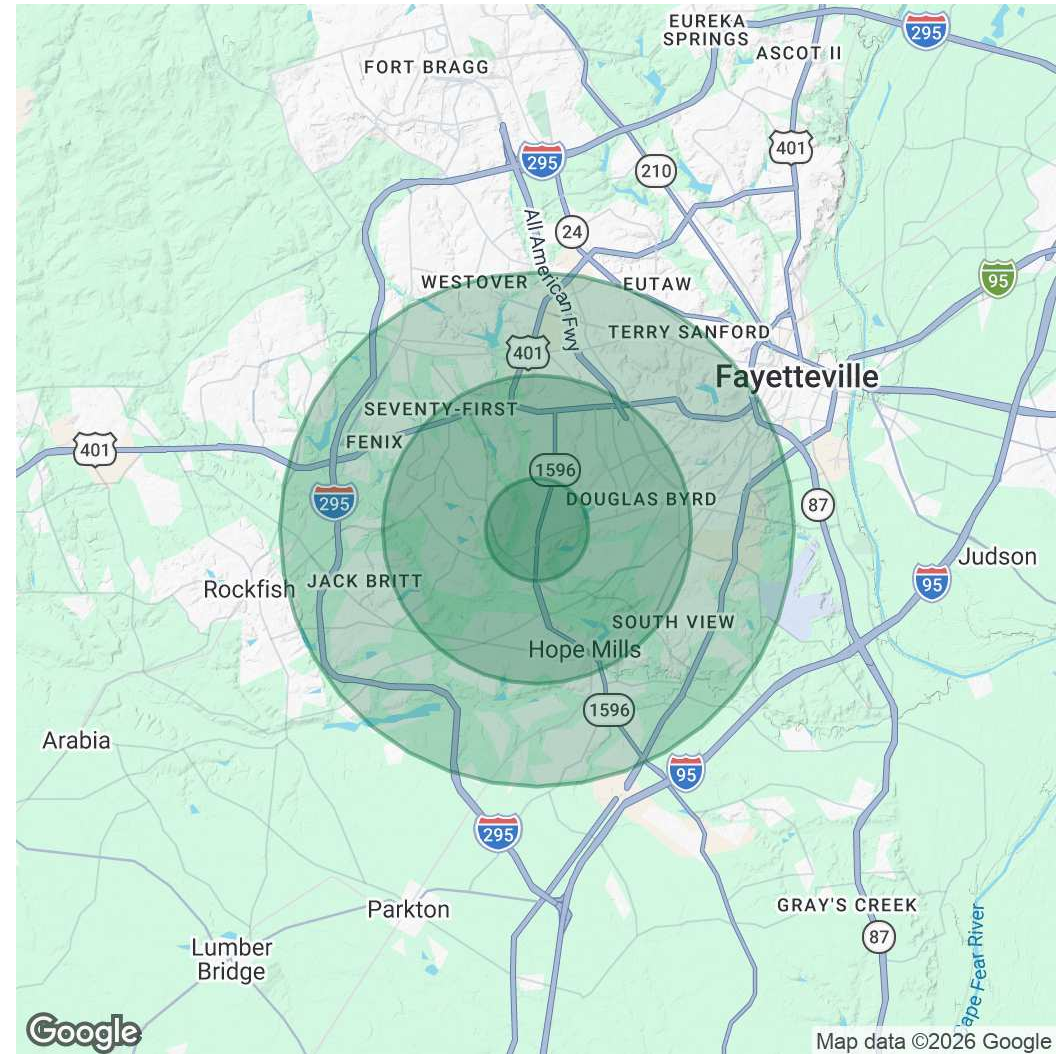 EUREKA
SPRINGS
295
ASCOT II
FORT BRAGG
401
295
210
All American Fwy
24
WESTOVER
EUTAW
95
TERRY SANFORD
401
Fayetteville
SEVENTY-FIRST
FENIX
401
1596
DOUGLAS BYRD
295
87
Judson
95
Rockfish
JACK BRITT
SOUTH VIEW
Hope Mills
1596
Arabia
95
295
Parkton
GRAY'S CREEK
87
Lumber
Bridge
Cape Fear River
Google
Map data ©2026 Google